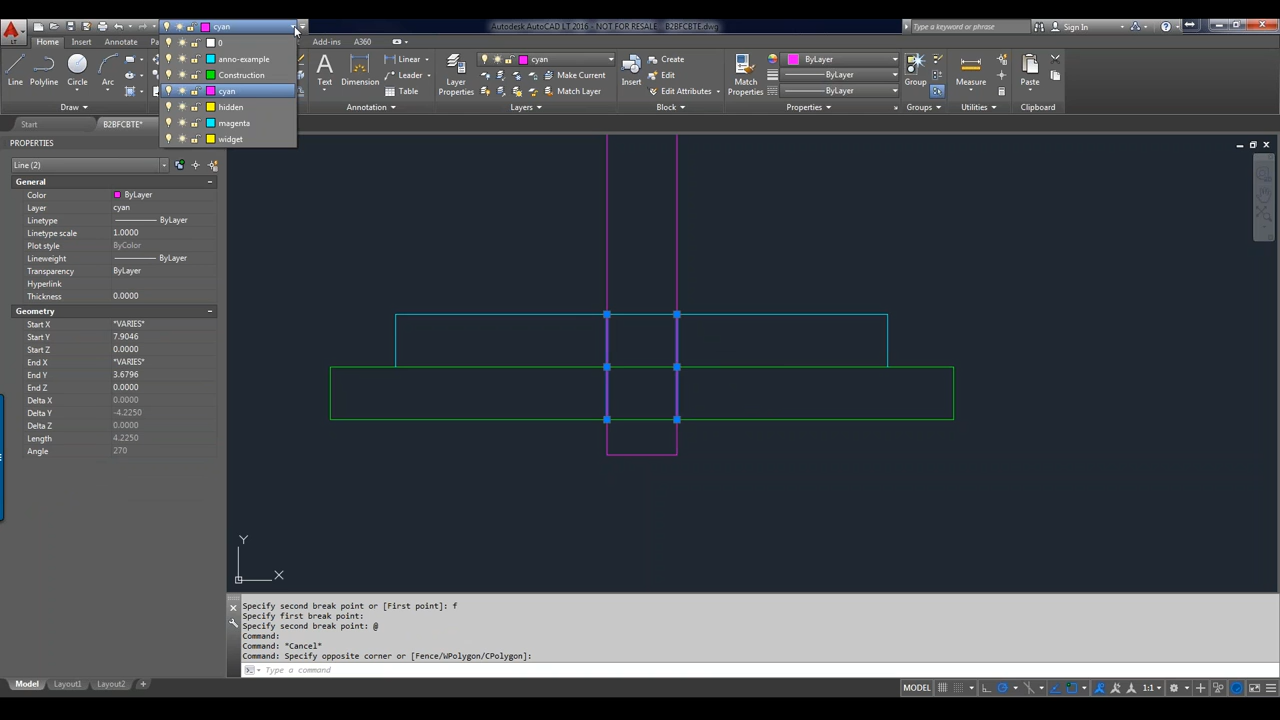 cyan
Autodesk AutoCAD LT 2016 - NOT FOR RESALE B2BFCBTE.dwg
Type a keyword or phrase
Sign In
LT
Home Insert Annotate Pa Add-ins A360
0
anno-example
Construction
cyan
hidden
magenta
widget
Line Polyline Circle Arc
Text Dimension
Linear
Leader
Table
Layer Properties
cyan
Make Current
Match Layer
Insert
Create
Edit
Edit Attributes
Match Properties
ByLayer
ByLayer
ByLayer
Group
Measure
Paste
Draw Annotation Layers Block Properties Groups Utilities Clipboard
Start B2BFCBTE*
PROPERTIES
Line (2)
General
Color ByLayer
Layer cyan
Linetype ByLayer
Linetype scale 1.0000
Plot style ByColor
Lineweight ByLayer
Transparency ByLayer
Hyperlink
Thickness 0.0000
Geometry
Start X *VARIES*
Start Y 7.9046
Start Z 0.0000
End X *VARIES*
End Y 3.6796
End Z 0.0000
Delta X 0.0000
Delta Y -4.2250
Delta Z 0.0000
Length 4.2250
Angle 270
Y
X
Specify second break point or [First point]: f
Specify first break point:
Specify second break point: @
Command:
Command: *Cancel*
Command: Specify opposite corner or [Fence/WPolygon/CPolygon]:
Type a command
Model Layout1 Layout2 +
MODEL 1:1